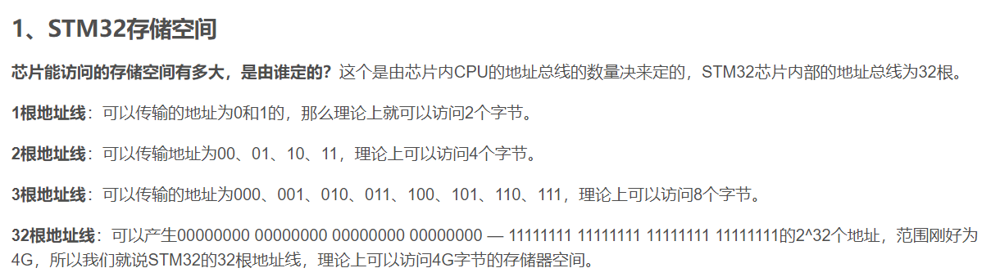 1、STM32存储空间
芯片能访问的存储空间有多大，是由谁定的？这个是由芯片内CPU的地址总线的数量决来定的，STM32芯片内部的地址总线为32根。
1根地址线：可以传输的地址为0和1的，那么理论上就可以访问2个字节。
2根地址线：可以传输地址为00、01、10、11，理论上可以访问4个字节。
3根地址线：可以传输的地址为000、001、010、011、100、101、110、111，理论上可以访问8个字节。
32根地址线：可以产生00000000 00000000 00000000 00000000 — 11111111 11111111 11111111 11111111的2^32个地址，范围刚好为
4G，所以我们就说STM32的32根地址线，理论上可以访问4G字节的存储器空间。